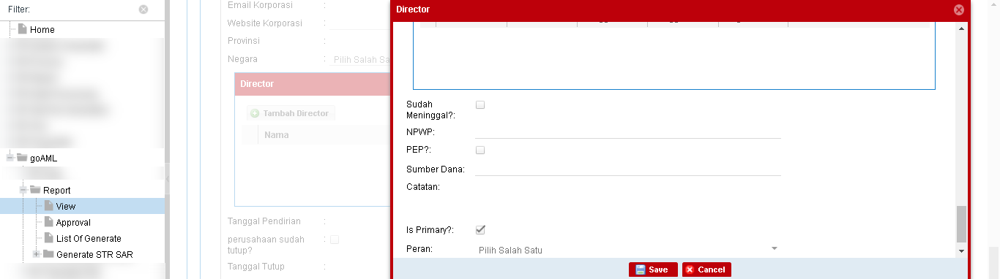 Filter:
Home
goAML
Report
View
Approval
List Of Generate
Generate STR SAR
Email Korporasi :
Website Korporasi :
Provinsi :
Negara : Pilih Salah Sa
Director
Tambah Director
Nama
Tanggal Pendirian :
perusahaan sudah :
tutup?
Tanggal Tutup :
Director
Sudah
Meninggal?:
NPWP:
PEP?:
Sumber Dana:
Catatan:
Is Primary?:
Peran: Pilih Salah Satu
Save Cancel